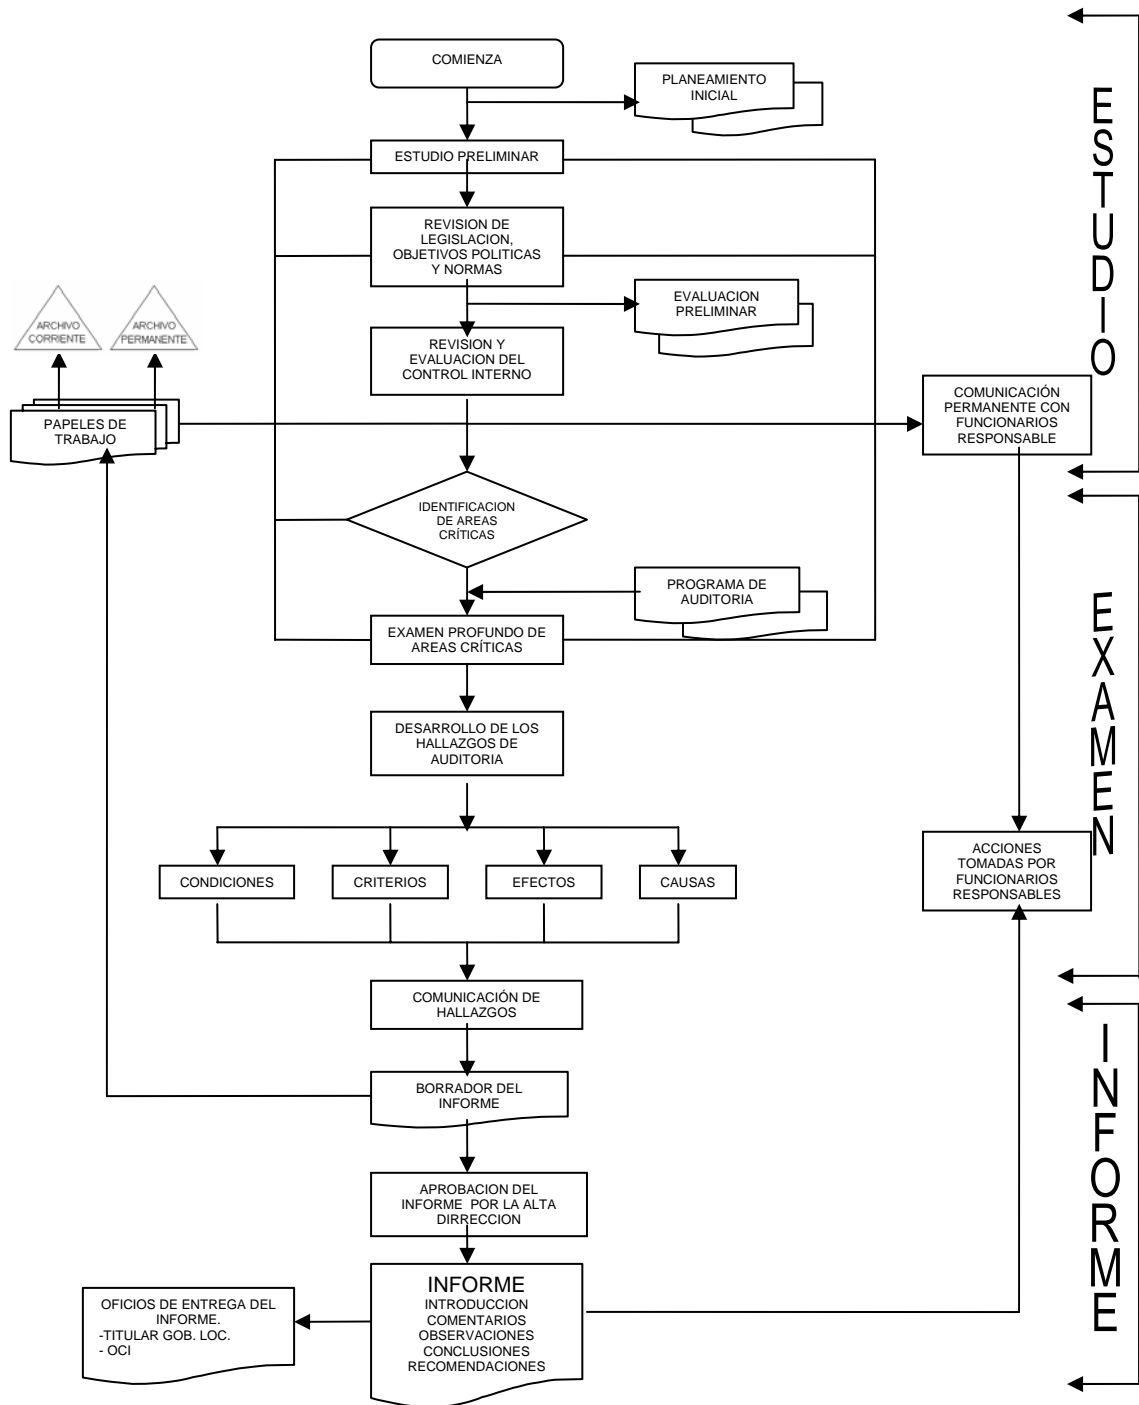 COMIENZA
PLANEAMIENTO
INICIAL
ESTUDIO PRELIMINAR
REVISION DE
LEGISLACION,
OBJETIVOS POLITICAS
Y NORMAS
EVALUACION
PRELIMINAR
REVISION Y
EVALUACION DEL
CONTROL INTERNO
ARCHIVO
CORRIENTE
ARCHIVO
PERMANENTE
PAPELES DE
TRABAJO
COMUNICACIÓN
PERMANENTE CON
FUNCIONARIOS
RESPONSABLE
ESTUDIO
IDENTIFICACION
DE AREAS
CRÍTICAS
PROGRAMA DE
AUDITORIA
EXAMEN PROFUNDO DE
AREAS CRÍTICAS
DESARROLLO DE LOS
HALLAZGOS DE
AUDITORIA
CONDICIONES
CRITERIOS
EFECTOS
CAUSAS
ACCIONES
TOMADAS POR
FUNCIONARIOS
RESPONSABLES
EXAMEN
COMUNICACIÓN DE
HALLAZGOS
BORRADOR DEL
INFORME
APROBACION DEL
INFORME POR LA ALTA
DIRRECCION
INFORME
INTRODUCCION
COMENTARIOS
OBSERVACIONES
CONCLUSIONES
RECOMENDACIONES
OFICIOS DE ENTREGA DEL
INFORME.
-TITULAR GOB. LOC.
- OCI
INFORME